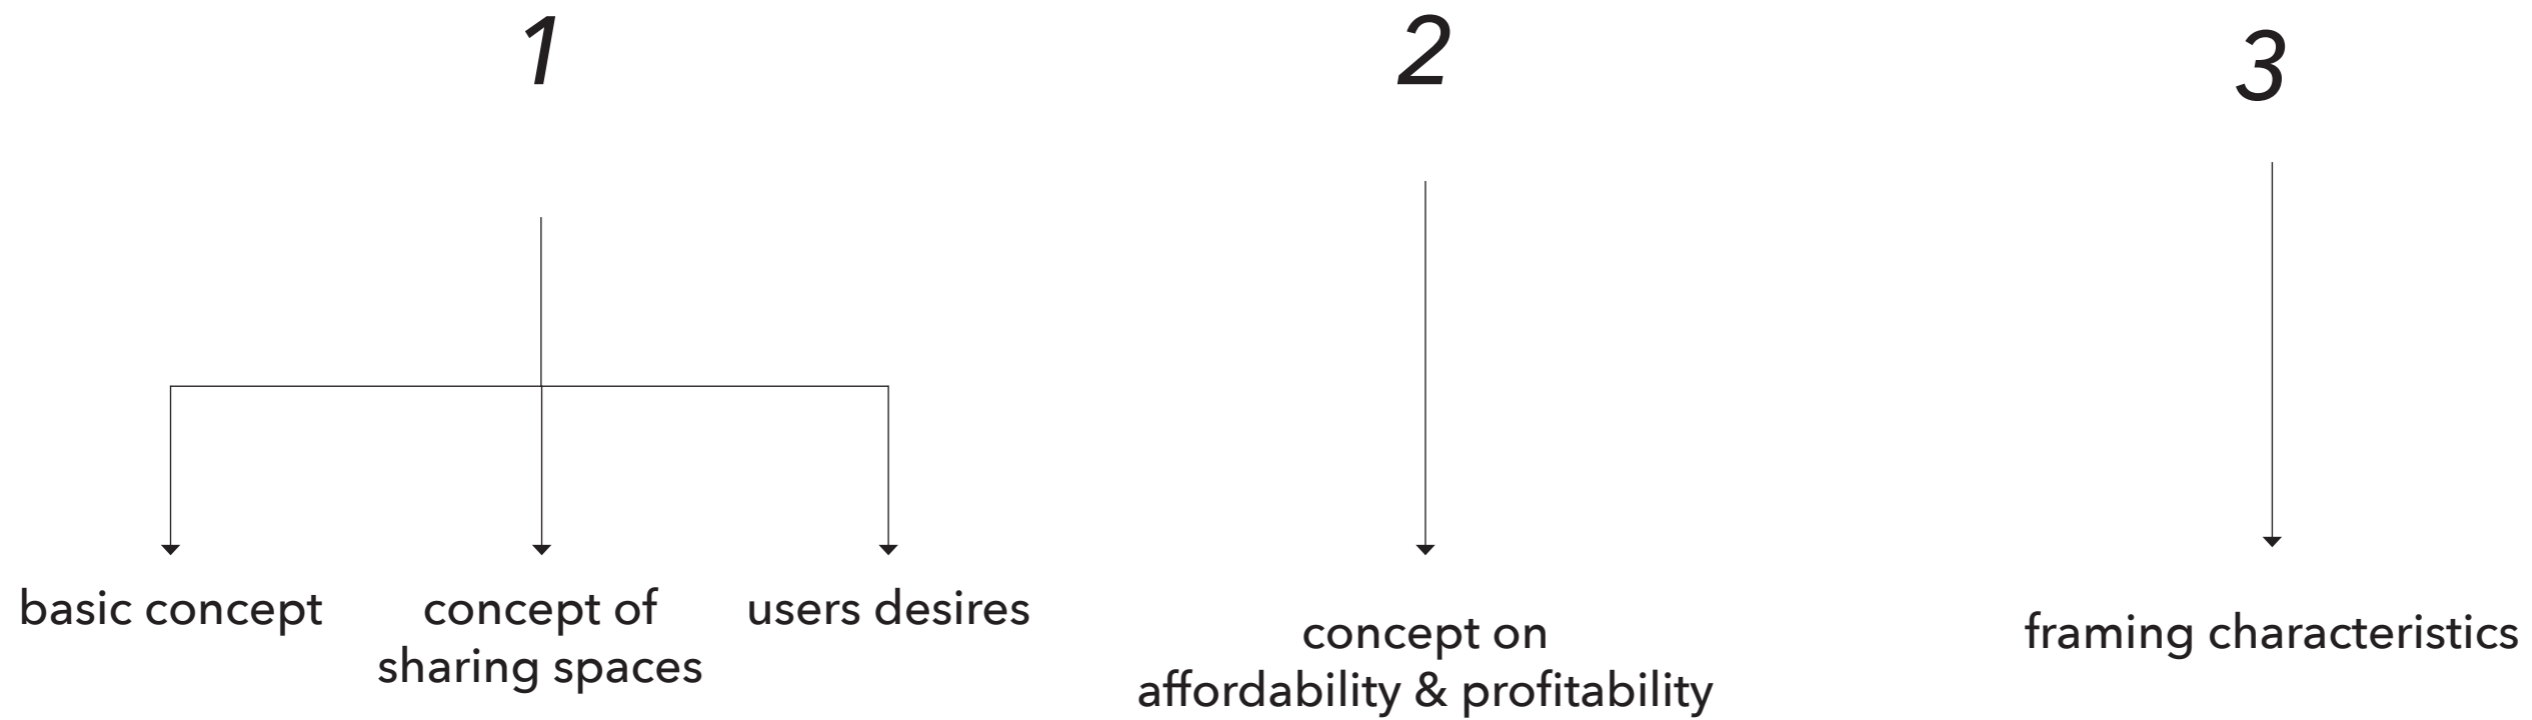 1
2
3
basic concept
concept of
sharing spaces
users desires
concept on
affordability & profitability
framing characteristics